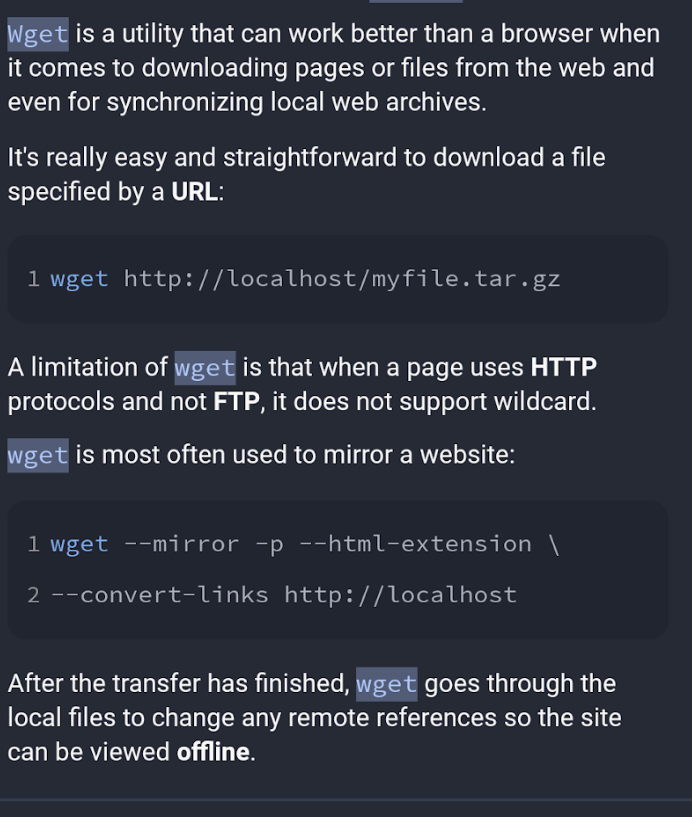 Wget is a utility that can work better than a browser when
it comes to downloading pages or files from the web and
even for synchronizing local web archives.
It's really easy and straightforward to download a file
specified by a URL:
1 wget http://localhost/myfile.tar.gz
A limitation of wget is that when a page uses HTTP
protocols and not FTP, it does not support wildcard.
wget is most often used to mirror a website:
1 wget --mirror -p --html-extension \
2 --convert-links http://localhost
After the transfer has finished, wget goes through the
local files to change any remote references so the site
can be viewed offline.